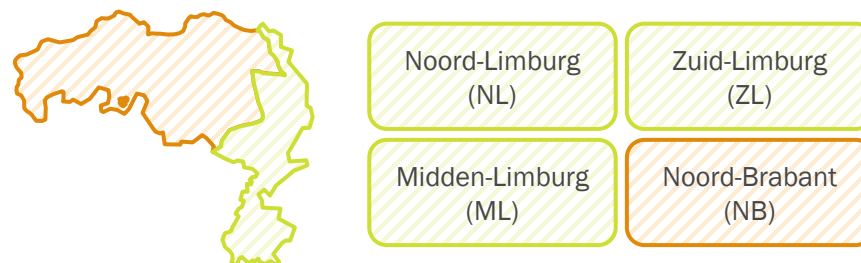 Noord-Limburg
(NL)
Zuid-Limburg
(ZL)
Midden-Limburg
(ML)
Noord-Brabant
(NB)